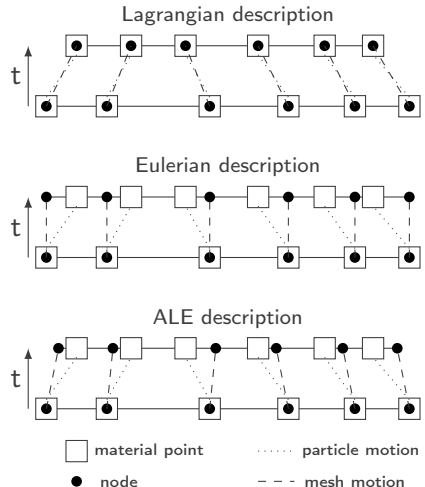 Lagrangian description
t
Eulerian description
t
ALE description
t
material point particle motion
node mesh motion